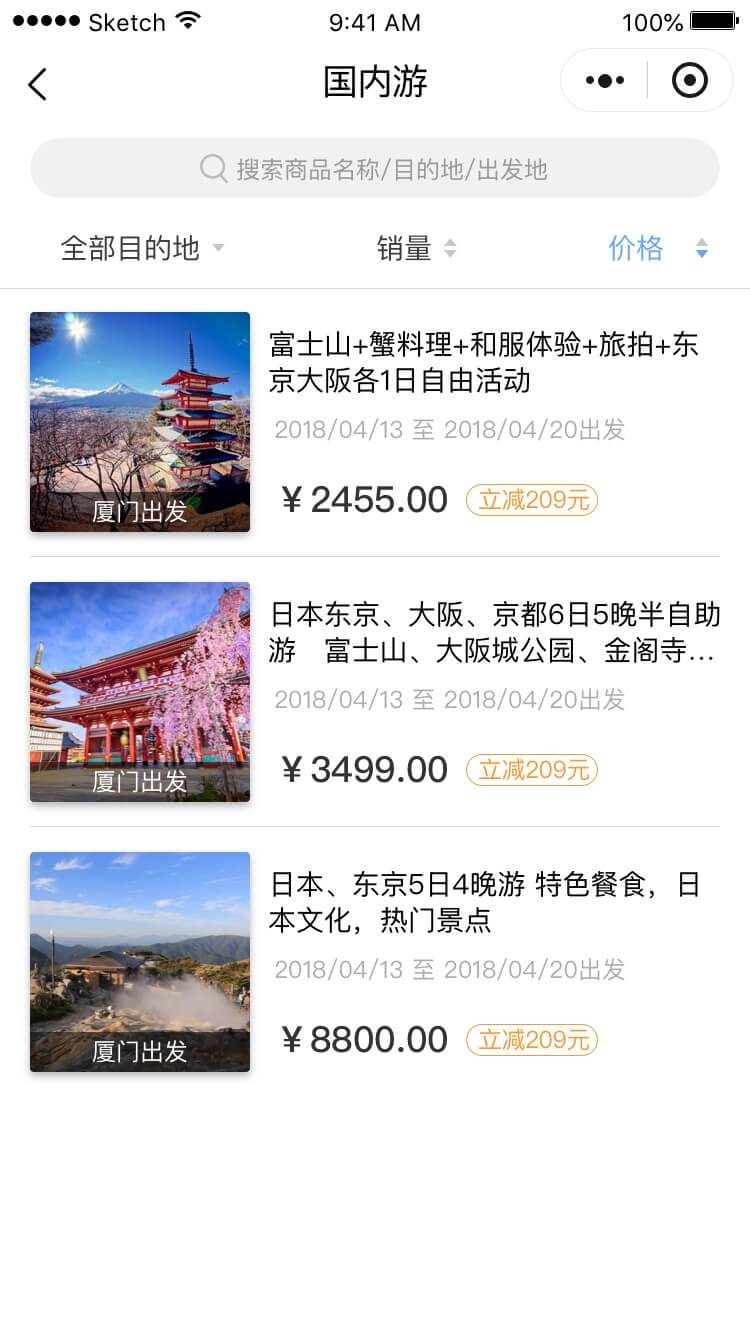 Sketch 9:41 AM 100%
国内游
搜索商品名称/目的地/出发地
全部目的地 销量 价格
富士山+蟹料理+和服体验+旅拍+东
京大阪各1日自由活动
2018/04/13 至 2018/04/20出发
¥ 2455.00 立减209元
厦门出发
日本东京、大阪、京都6日5晚半自助
游 富士山、大阪城公园、金阁寺...
2018/04/13 至 2018/04/20出发
¥ 3499.00 立减209元
厦门出发
日本、东京5日4晚游 特色餐食，日
本文化，热门景点
2018/04/13 至 2018/04/20出发
¥ 8800.00 立减209元
厦门出发